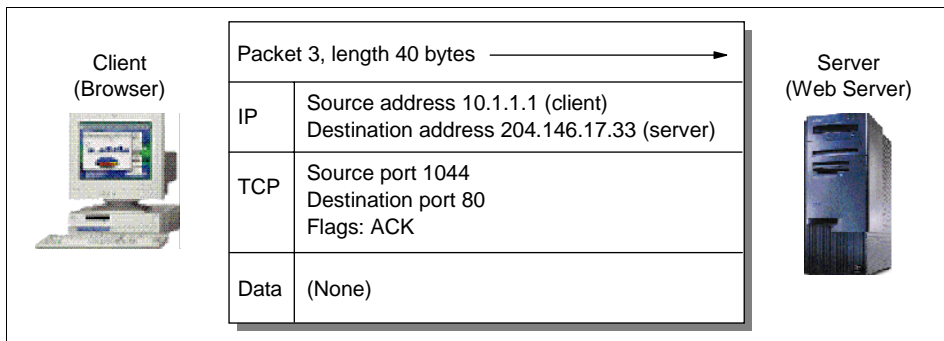 Client
(Browser)
Packet 3, length 40 bytes
Server
(Web Server)
IP
Source address 10.1.1.1 (client)
Destination address 204.146.17.33 (server)
TCP
Source port 1044
Destination port 80
Flags: ACK
Data
(None)